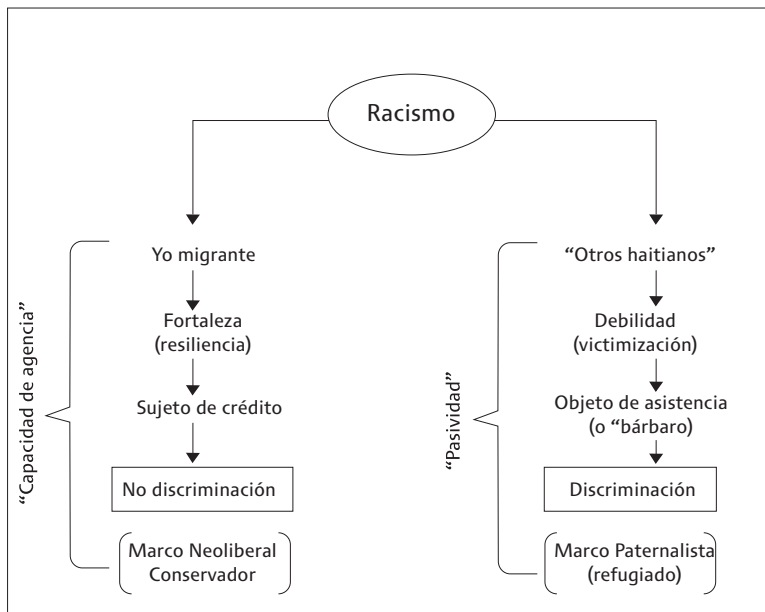 Racismo
“Capacidad de agencia”
Yo migrante
Fortaleza
(resiliencia)
Sujeto de crédito
No discriminación
Marco Neoliberal
Conservador
“Pasividad”
“Otros haitianos”
Debilidad
(victimización)
Objeto de asistencia
(o “bárbaro)
Discriminación
Marco Paternalista
(refugiado)